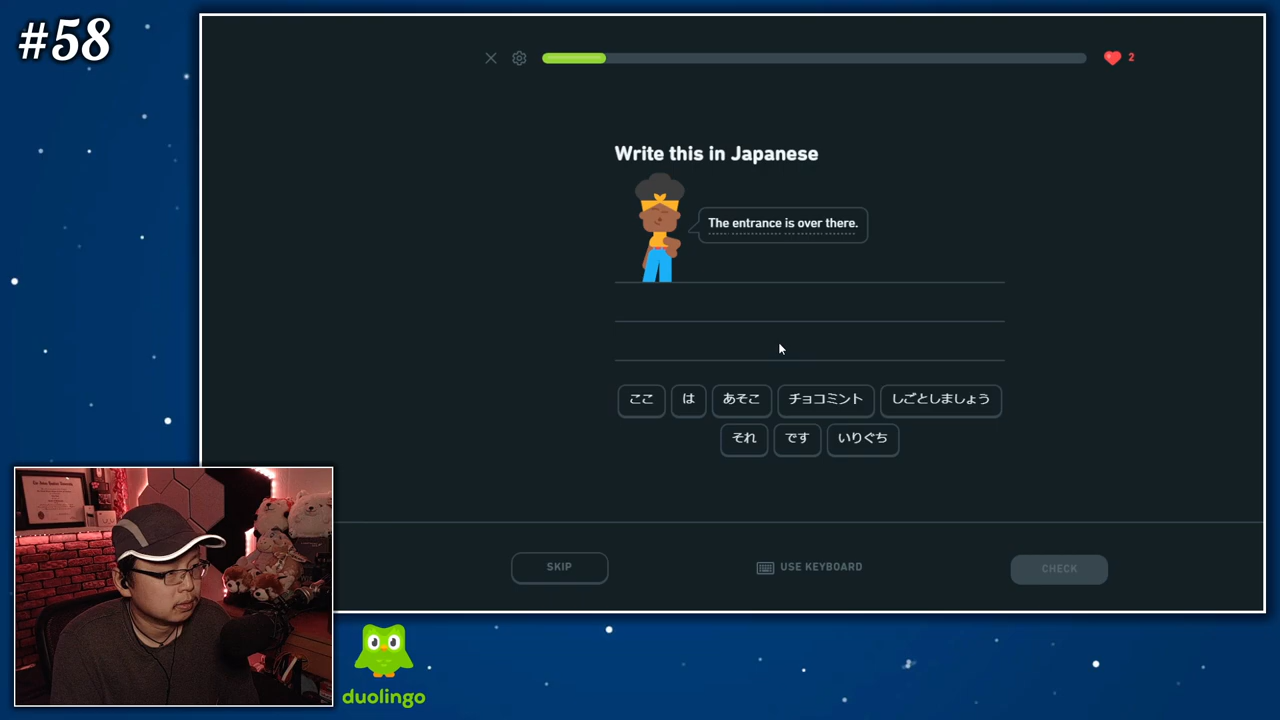 #58
2
Write this in Japanese
The entrance is over there.
ここ は あそこ チョコミント しごとしましょう
それ です いりぐち
SKIP USE KEYBOARD CHECK
duolingo